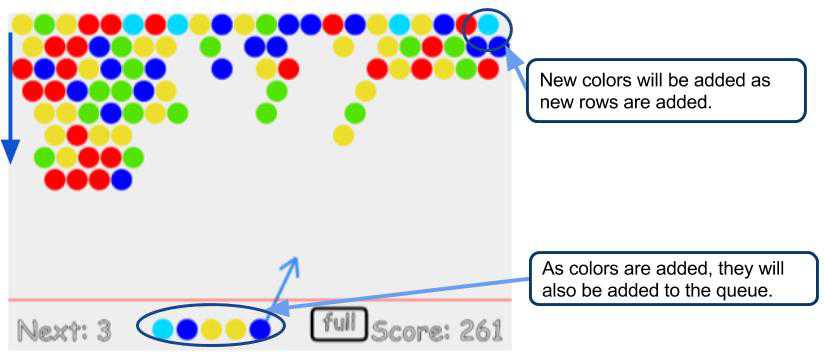 New colors will be added as
new rows are added.
As colors are added, they will
also be added to the queue.
Next: 3
full
Score: 261